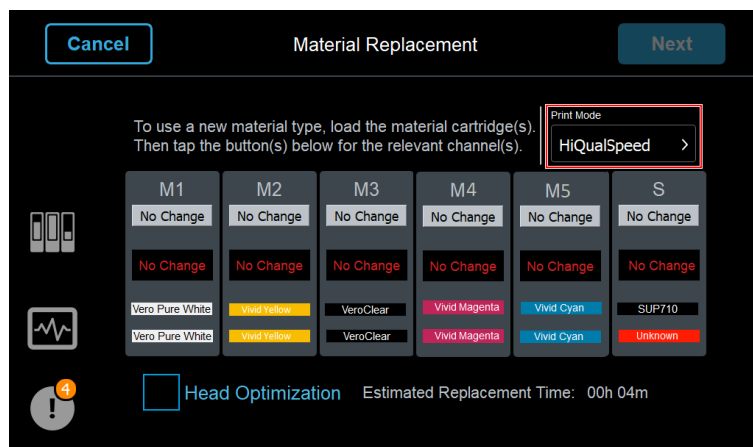 Cancel
Material Replacement
Next
To use a new material type, load the material cartridge(s).
Then tap the button(s) below for the relevant channel(s).
Print Mode
HiQualSpeed >
M1 M2 M3 M4 M5 S
No Change No Change No Change No Change No Change No Change
No Change No Change No Change No Change No Change No Change
Vero Pure White Vivid Yellow VeroClear Vivid Magenta Vivid Cyan SUP710
Vero Pure White Vivid Yellow VeroClear Vivid Magenta Vivid Cyan Unknown
4
!
Head Optimization Estimated Replacement Time: 00h 04m